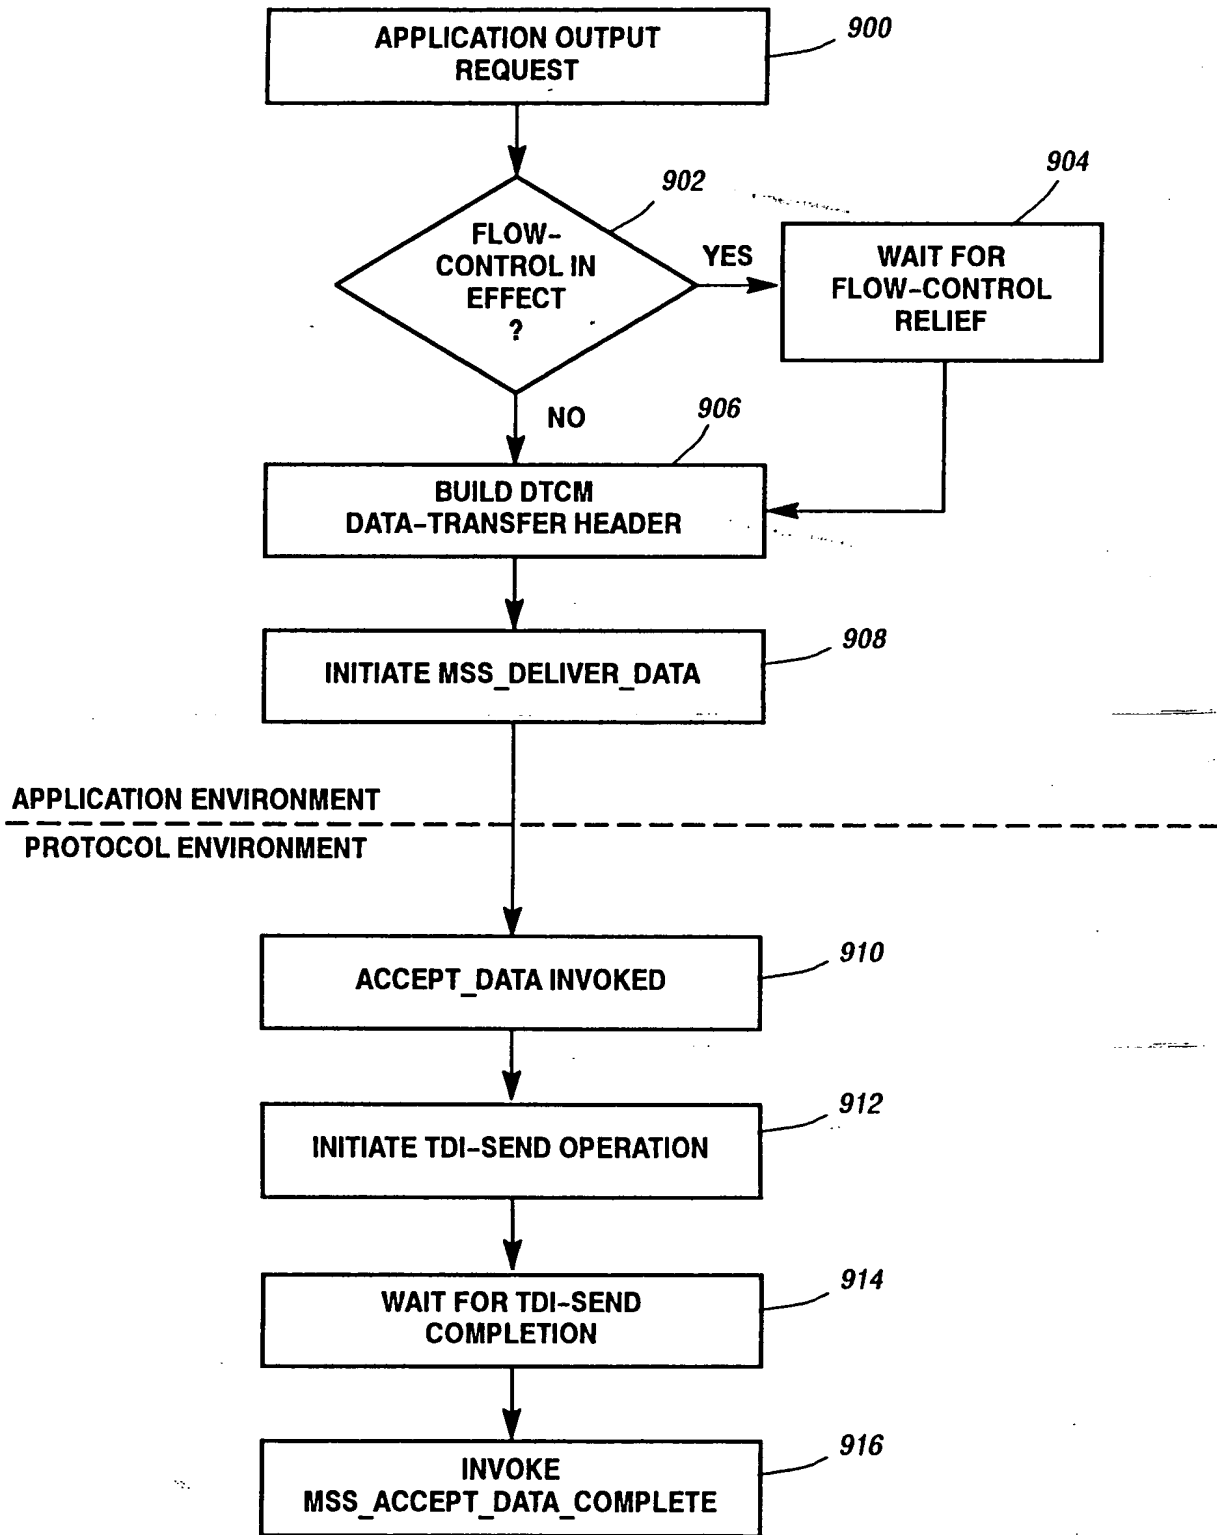 APPLICATION OUTPUT
REQUEST
900
902
FLOW-
CONTROL IN
EFFECT
?
YES
904
WAIT FOR
FLOW-CONTROL
RELIEF
NO
906
BUILD DTCM
DATA-TRANSFER HEADER
908
INITIATE MSS_DELIVER_DATA
APPLICATION ENVIRONMENT
PROTOCOL ENVIRONMENT
910
ACCEPT_DATA INVOKED
912
INITIATE TDI-SEND OPERATION
914
WAIT FOR TDI-SEND
COMPLETION
916
INVOKE
MSS_ACCEPT_DATA_COMPLETE